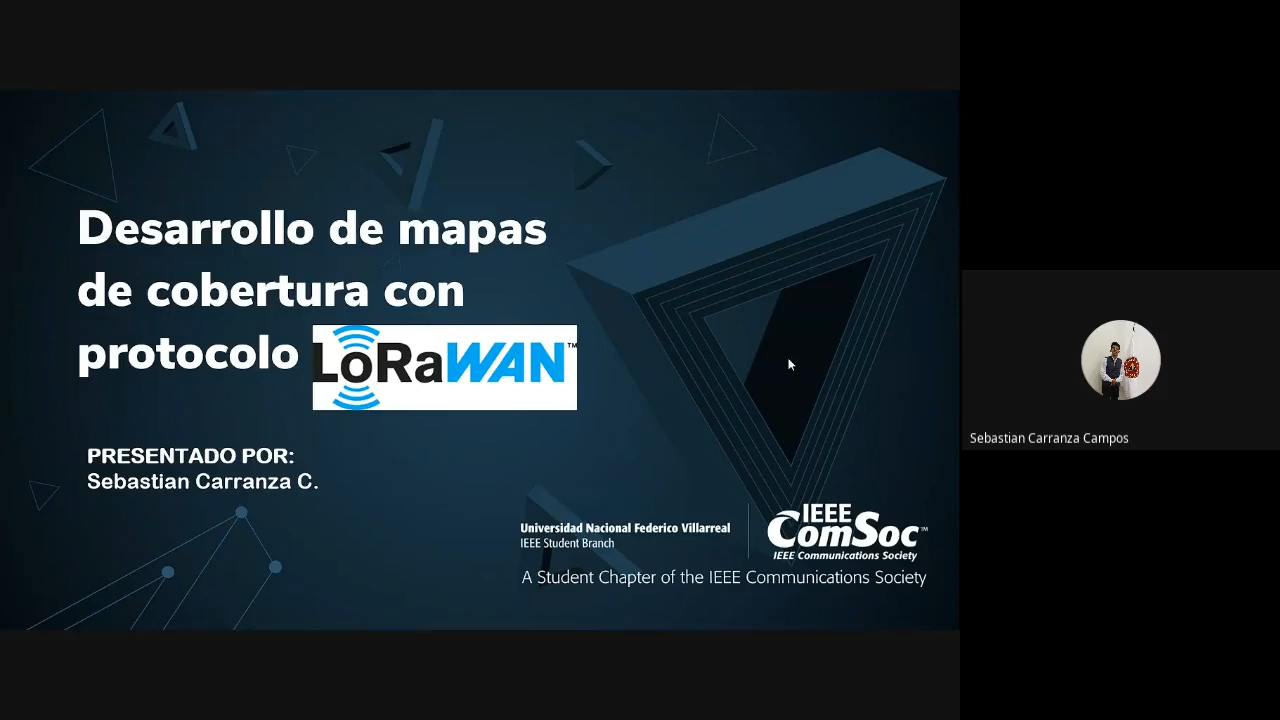 Desarrollo de mapas
de cobertura con
protocolo LoRaWAN™
PRESENTADO POR:
Sebastian Carranza C.
Universidad Nacional Federico Villarreal
IEEE Student Branch
IEEE
ComSoc™
IEEE Communications Society
A Student Chapter of the IEEE Communications Society
Sebastian Carranza Campos